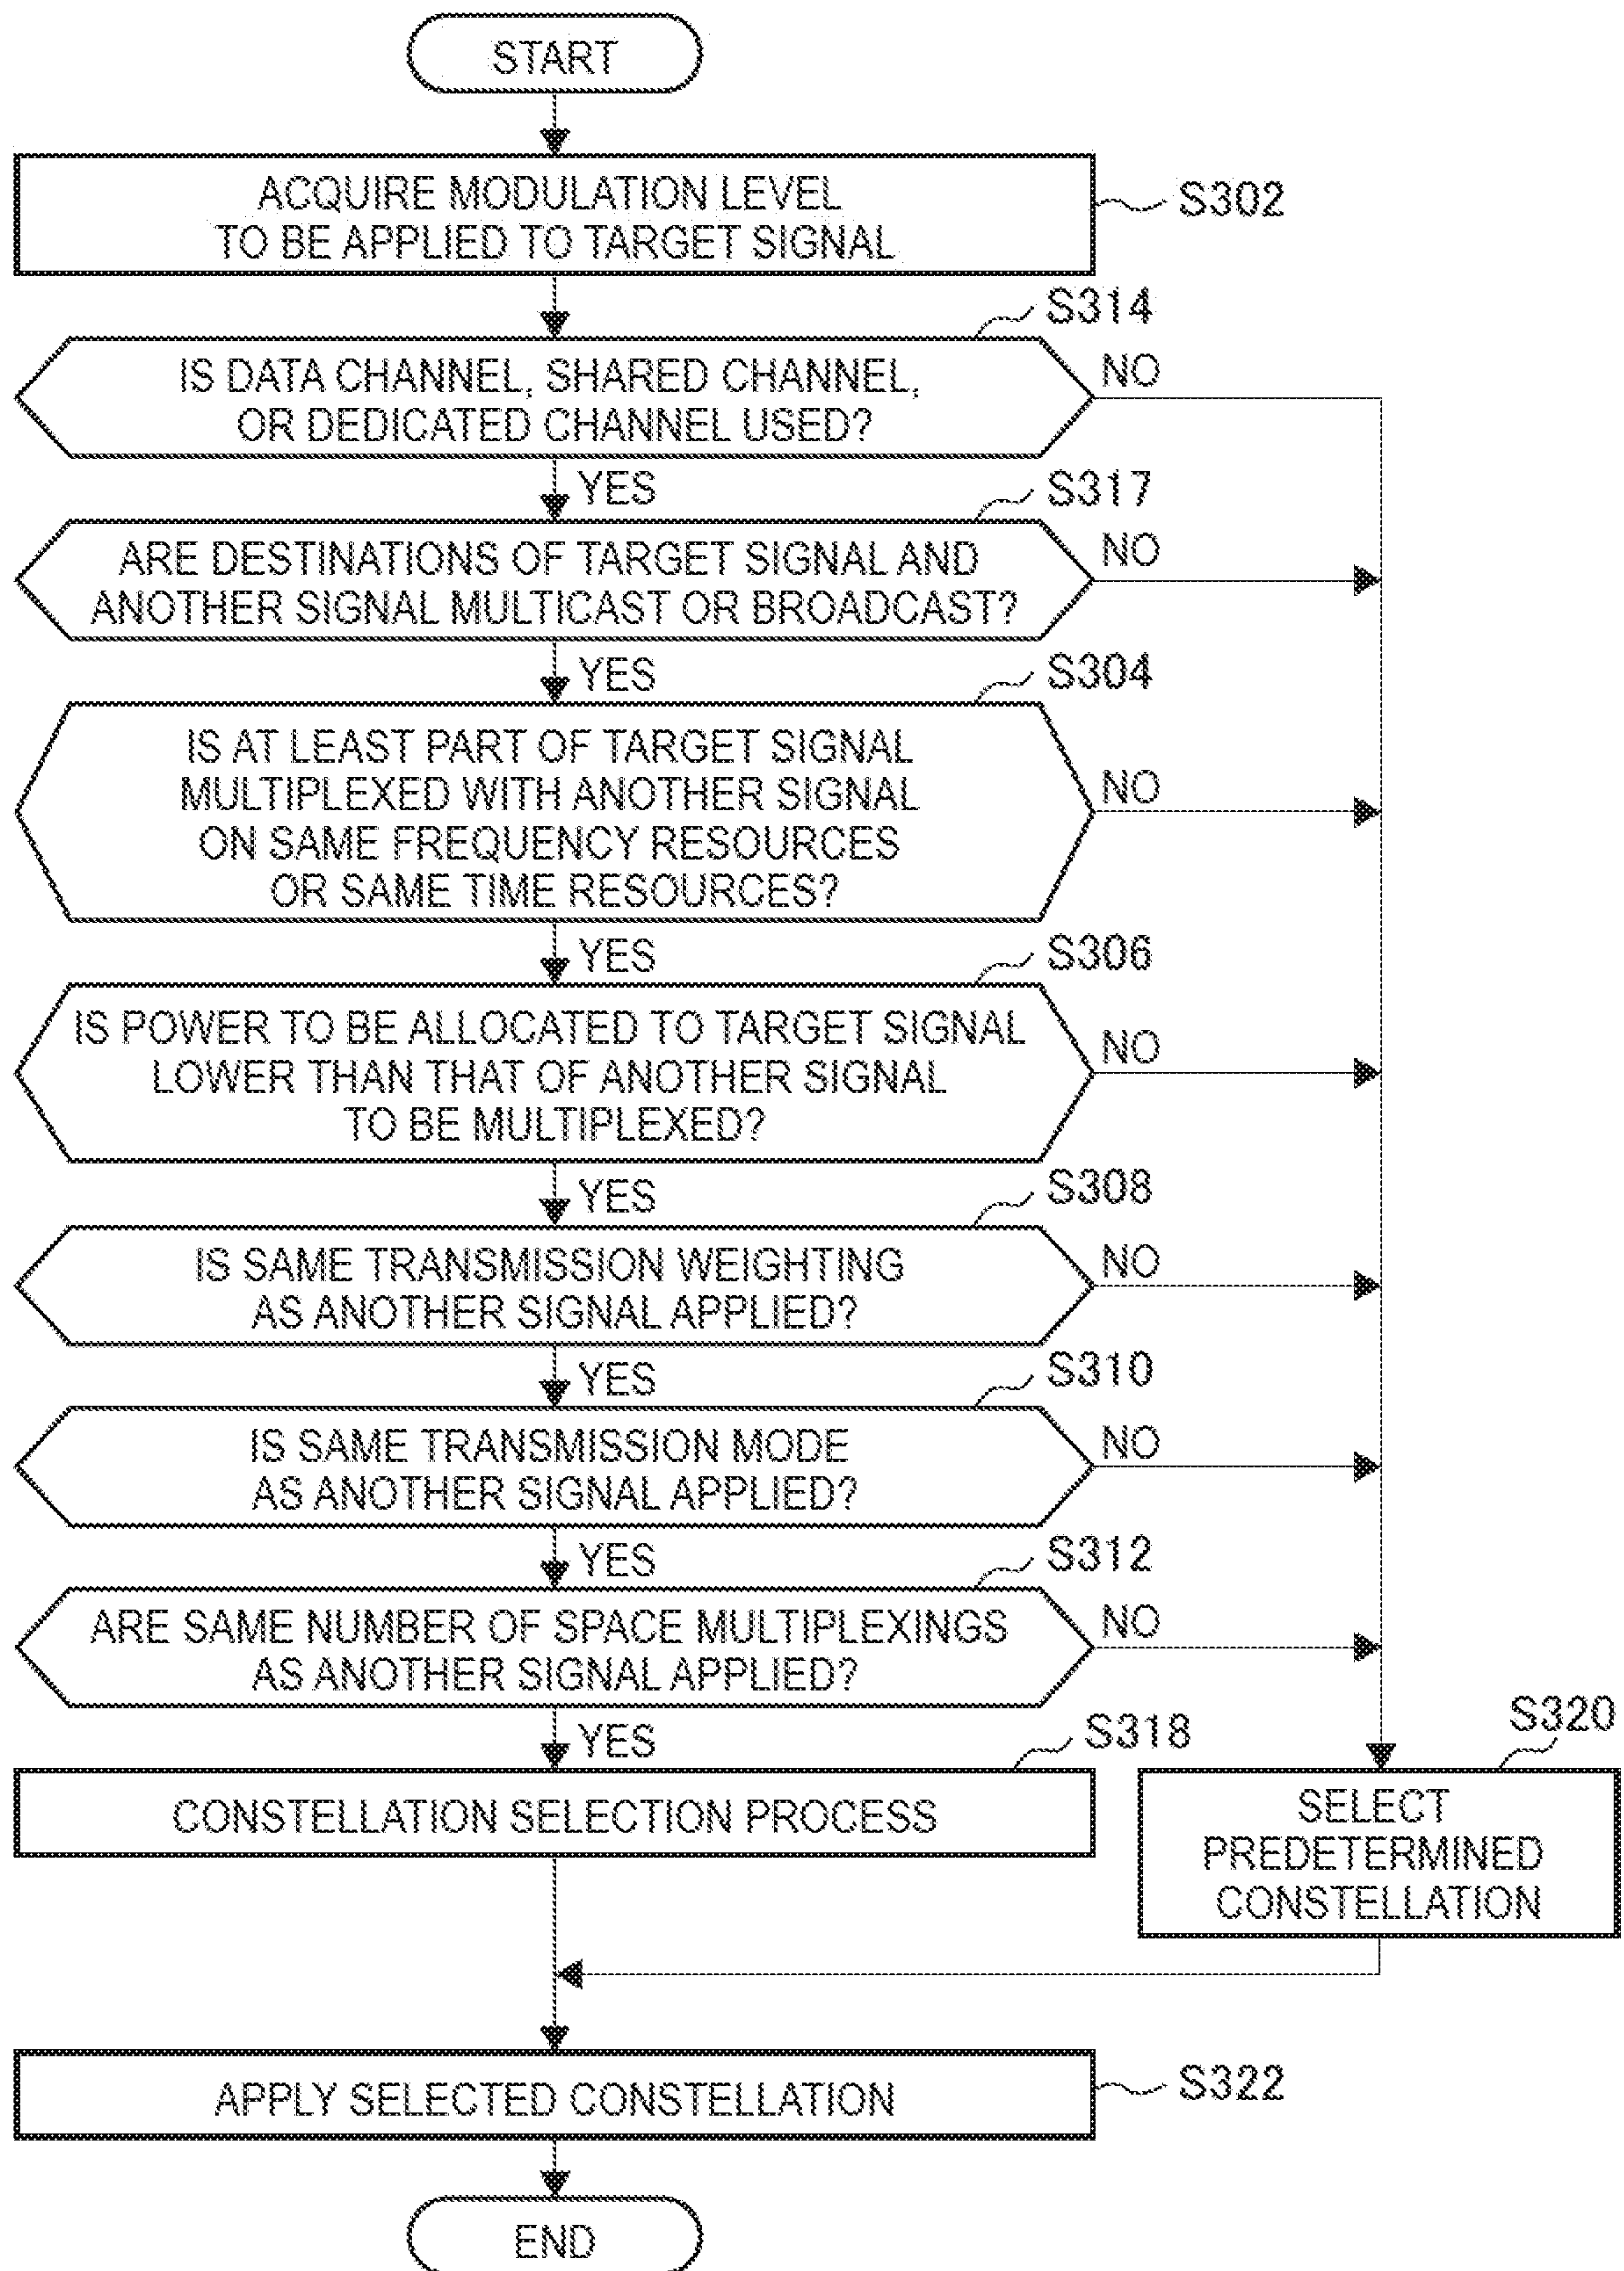 START
ACQUIRE MODULATION LEVEL
TO BE APPLIED TO TARGET SIGNAL
S302
S314
IS DATA CHANNEL, SHARED CHANNEL,
OR DEDICATED CHANNEL USED?
NO
YES
S317
ARE DESTINATIONS OF TARGET SIGNAL AND
ANOTHER SIGNAL MULTICAST OR BROADCAST?
NO
YES
S304
IS AT LEAST PART OF TARGET SIGNAL
MULTIPLEXED WITH ANOTHER SIGNAL
ON SAME FREQUENCY RESOURCES
OR SAME TIME RESOURCES?
NO
YES
S306
IS POWER TO BE ALLOCATED TO TARGET SIGNAL
LOWER THAN THAT OF ANOTHER SIGNAL
TO BE MULTIPLEXED?
NO
YES
S308
IS SAME TRANSMISSION WEIGHTING
AS ANOTHER SIGNAL APPLIED?
NO
YES
S310
IS SAME TRANSMISSION MODE
AS ANOTHER SIGNAL APPLIED?
NO
YES
S312
ARE SAME NUMBER OF SPACE MULTIPLEXINGS
AS ANOTHER SIGNAL APPLIED?
NO
YES
S318
CONSTELLATION SELECTION PROCESS
S320
SELECT
PREDETERMINED
CONSTELLATION
APPLY SELECTED CONSTELLATION
S322
END